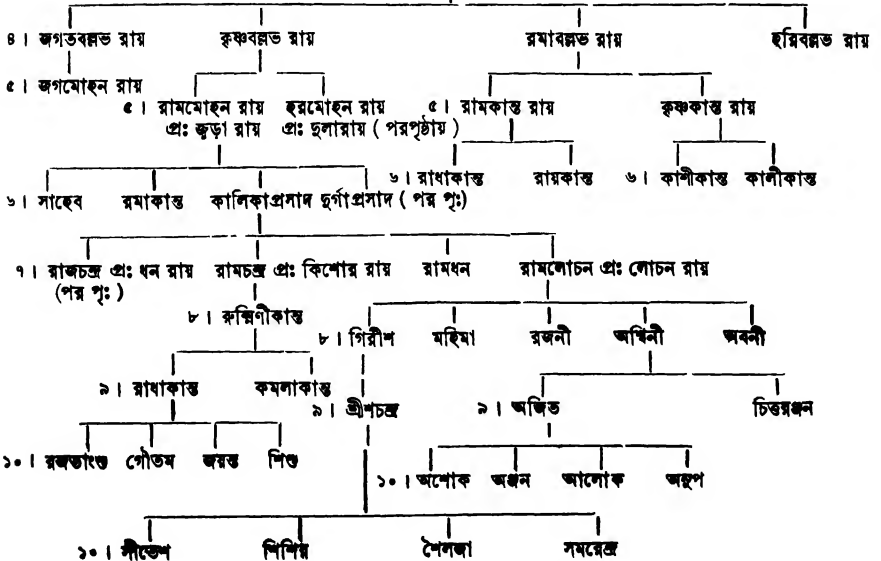 ৪। জগতবল্লভ রায় কৃষ্ণবল্লভ রায় রমাবল্লভ রায় হরিবল্লভ রায়
৫। জগমোহন রায়
৫। রামমোহন রায় হরমোহন রায় ৫। রামকান্ত রায় কৃষ্ণকান্ত রায়
প্রঃ জুড়া রায় প্রঃ দুলারায় ( পরপৃষ্ঠায় )
৬। রাধাকান্ত রায়কান্ত ৬। কাশীকান্ত কালীকান্ত
৬। সাহেব রমাকান্ত কালিকাপ্রসাদ দুর্গাপ্রসাদ ( পর পৃঃ)
৭। রাজচন্দ্র প্রঃ ধন রায় রামচন্দ্র প্রঃ কিশোর রায় রামধন রামলোচন প্রঃ লোচন রায়
(পর পৃঃ )
৮। রুক্মিণীকান্ত
৮। গিরীশ মহিমা রজনী অশ্বিনী অবনী
৯। রাধাকান্ত কমলাকান্ত
৯। শ্রীশচন্দ্র ৯। অজিত চিত্তরঞ্জন
১০। রজতাংশু গৌতম জয়ন্ত শিশু
১০। অশোক অঞ্জন আলোক অরূপ
১০। নীতেশ শিশির শৈলজা সমরেন্দ্র